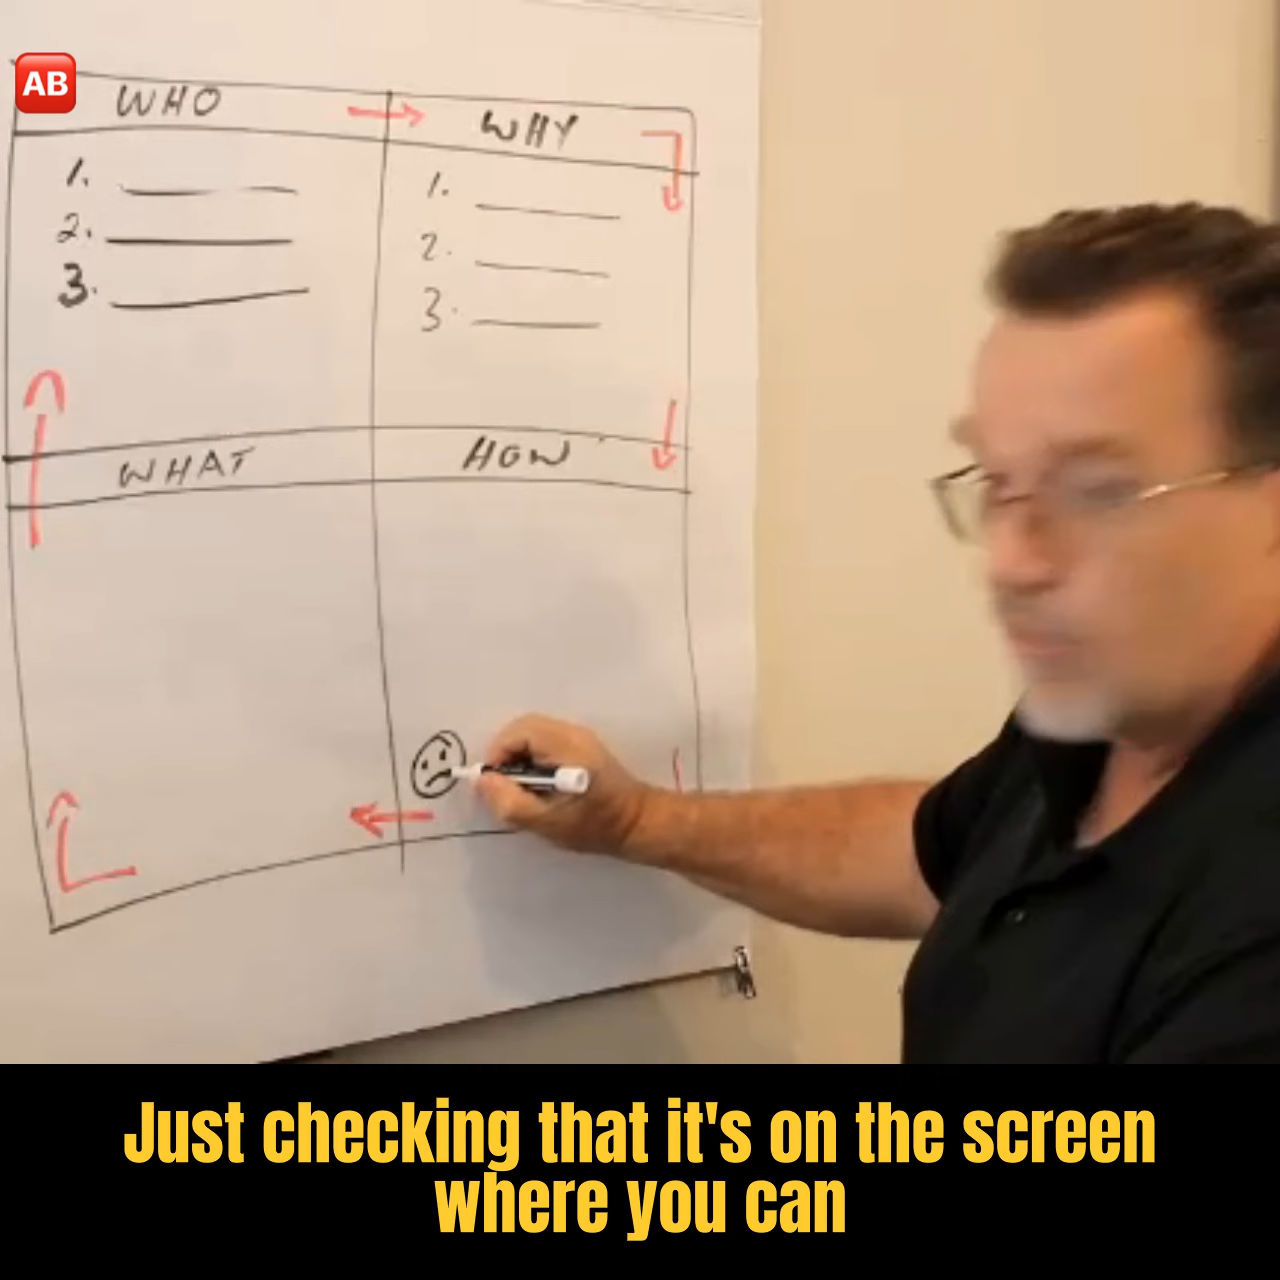 AB
WHO
WHY
1.
2.
3.
1.
2.
3.
WHAT
HOW
Just checking that it's on the screen
where you can